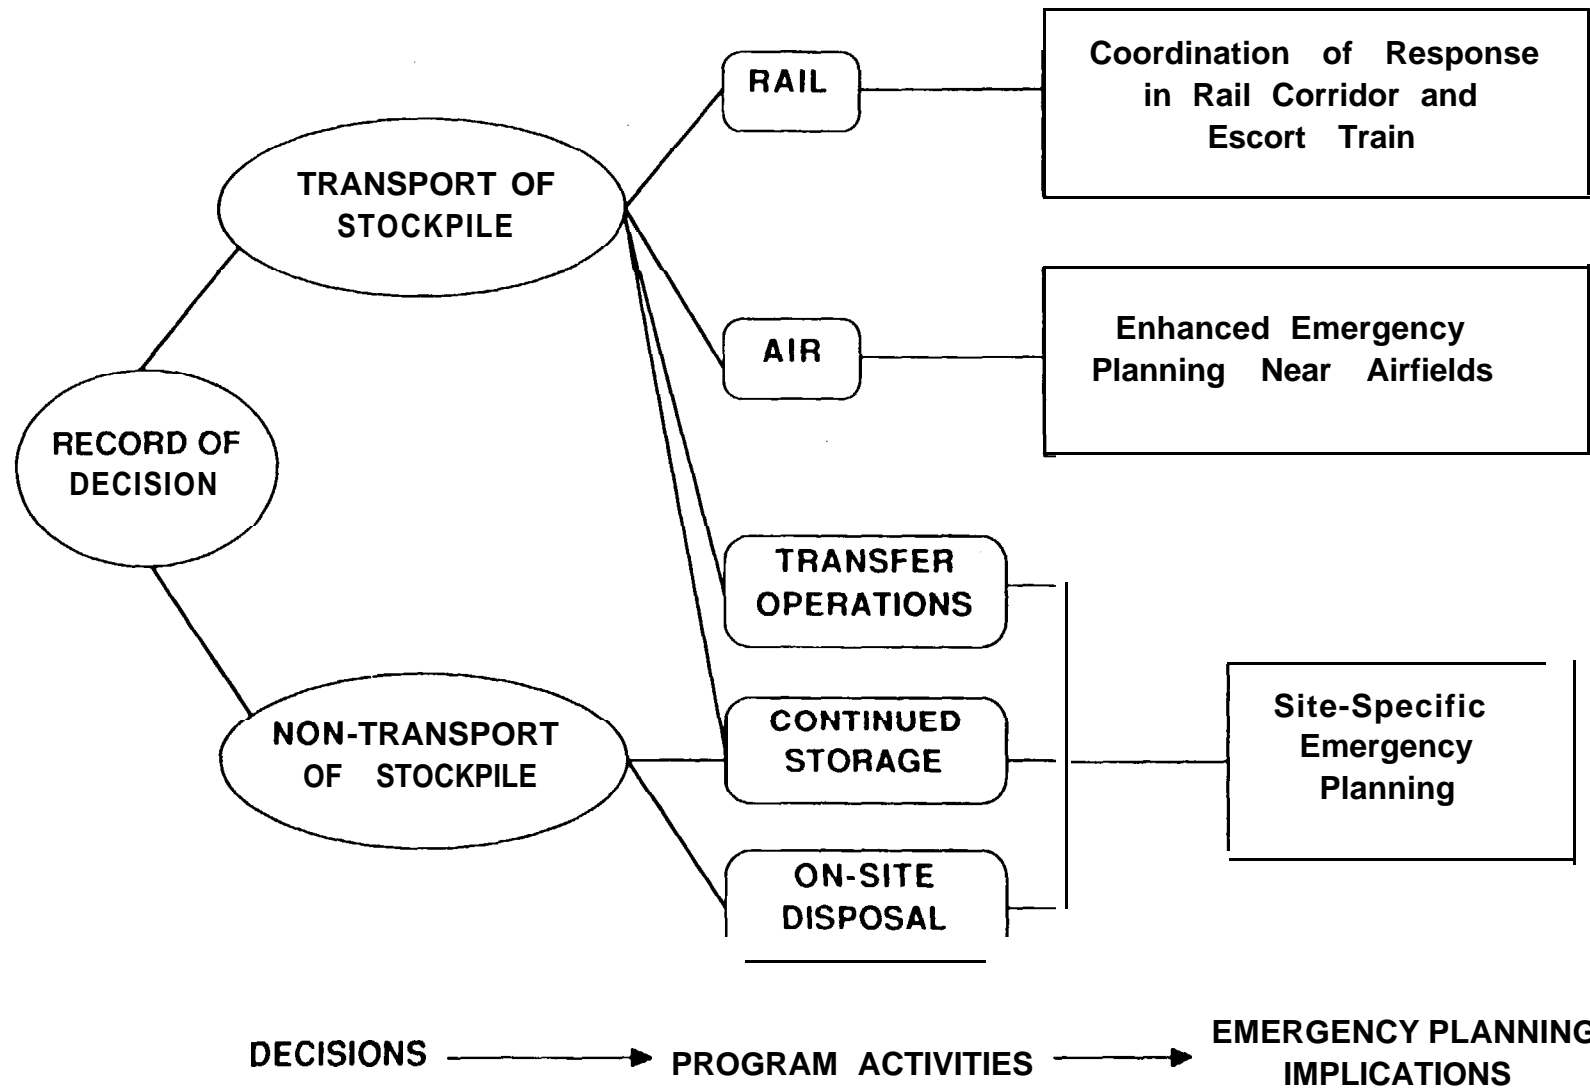 RAIL
Coordination of Response
in Rail Corridor and
Escort Train
TRANSPORT OF
STOCKPILE
AIR
Enhanced Emergency
Planning Near Airfields
RECORD OF
DECISION
TRANSFER
OPERATIONS
NON-TRANSPORT
OF STOCKPILE
CONTINUED
STORAGE
Site-Specific
Emergency
Planning
ON-SITE
DISPOSAL
DECISIONS
PROGRAM ACTIVITIES
EMERGENCY PLANNING
IMPLICATIONS